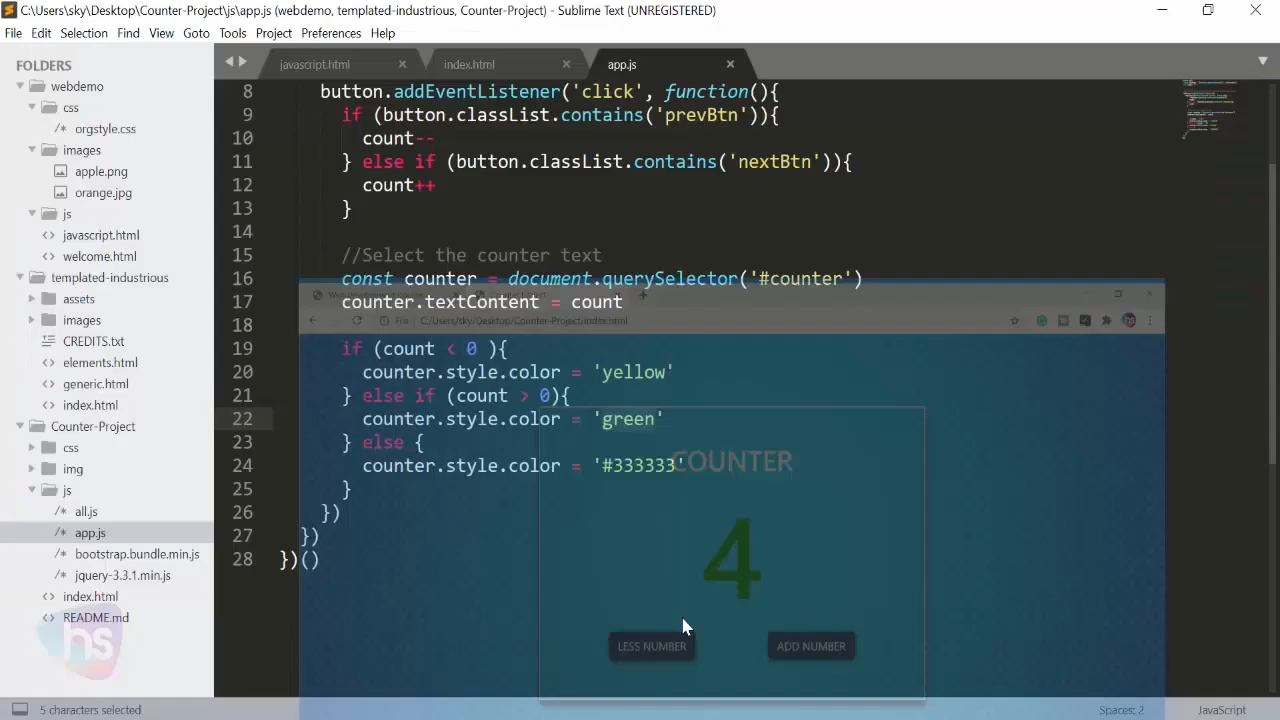 C:\Users\sky\Desktop\Counter-Project\js\app.js (webdemo, templated-industrious, Counter-Project) - Sublime Text (UNREGISTERED)
File Edit Selection Find View Goto Tools Project Preferences Help
FOLDERS
webdemo
css
orgstyle.css
images
apple.png
orange.jpg
js
javascript.html
welcome.html
templated-industrious
assets
images
CREDITS.txt
elements.html
generic.html
index.html
Counter-Project
css
img
js
all.js
app.js
bootstrap.bundle.min.js
jquery-3.3.1.min.js
index.html
README.md
javascript.html index.html app.js
8 button.addEventListener('click', function(){
9 if (button.classList.contains('prevBtn')){
10 count--
11 } else if (button.classList.contains('nextBtn')){
12 count++
13 }
14
15 //Select the counter text
16 const counter = document.querySelector('#counter')
17 counter.textContent = count
18
19 if (count < 0 ){
20 counter.style.color = 'yellow'
21 } else if (count > 0){
22 counter.style.color = 'green'
23 } else {
24 counter.style.color = '#333333'
25 }
26 })
27 })
28 })()
File C:/Users/sky/Desktop/Counter-Project/index.html
COUNTER
4
LESS NUMBER ADD NUMBER
5 characters selected Spaces: 2 JavaScript